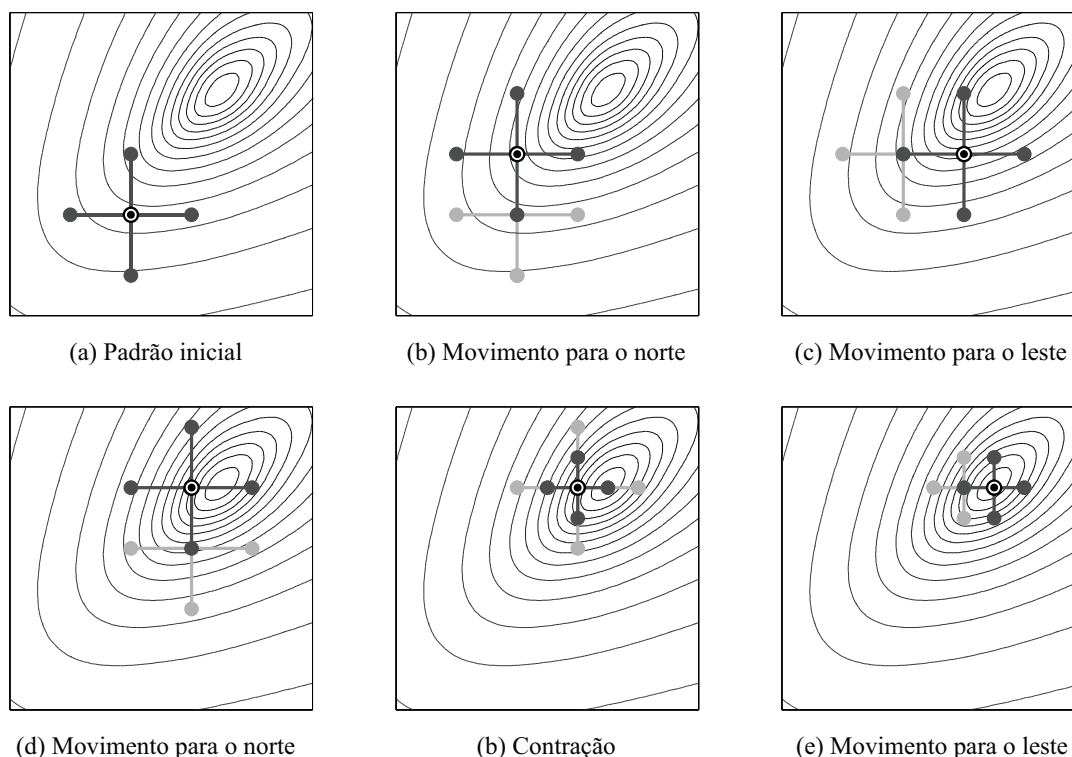 (a) Padrão inicial
(b) Movimento para o norte
(c) Movimento para o leste
(d) Movimento para o norte
(b) Contração
(e) Movimento para o leste